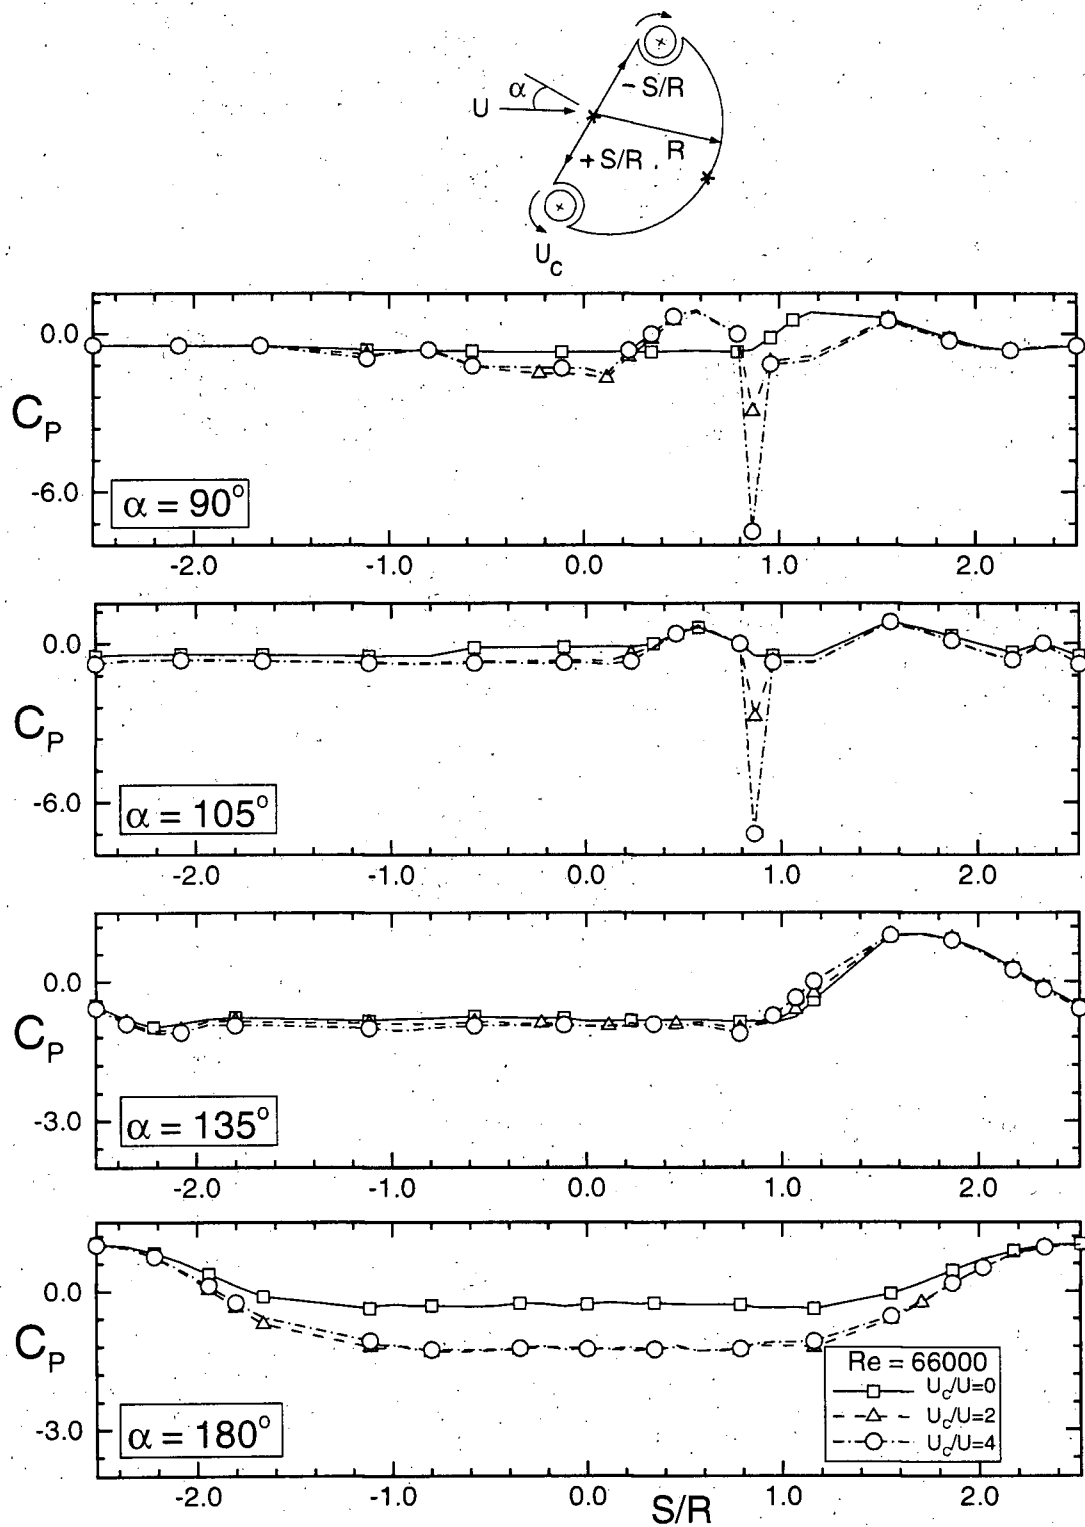 α
U
− S/R
+ S/R
R
U_c
0.0
C_P
-6.0
α = 90°
-2.0 -1.0 0.0 1.0 2.0
0.0
C_P
-6.0
α = 105°
-2.0 -1.0 0.0 1.0 2.0
0.0
C_P
-3.0
α = 135°
-2.0 -1.0 0.0 1.0 2.0
0.0
C_P
-3.0
α = 180°
Re = 66000
U_c/U=0
U_c/U=2
U_c/U=4
-2.0 -1.0 0.0 1.0 2.0
S/R